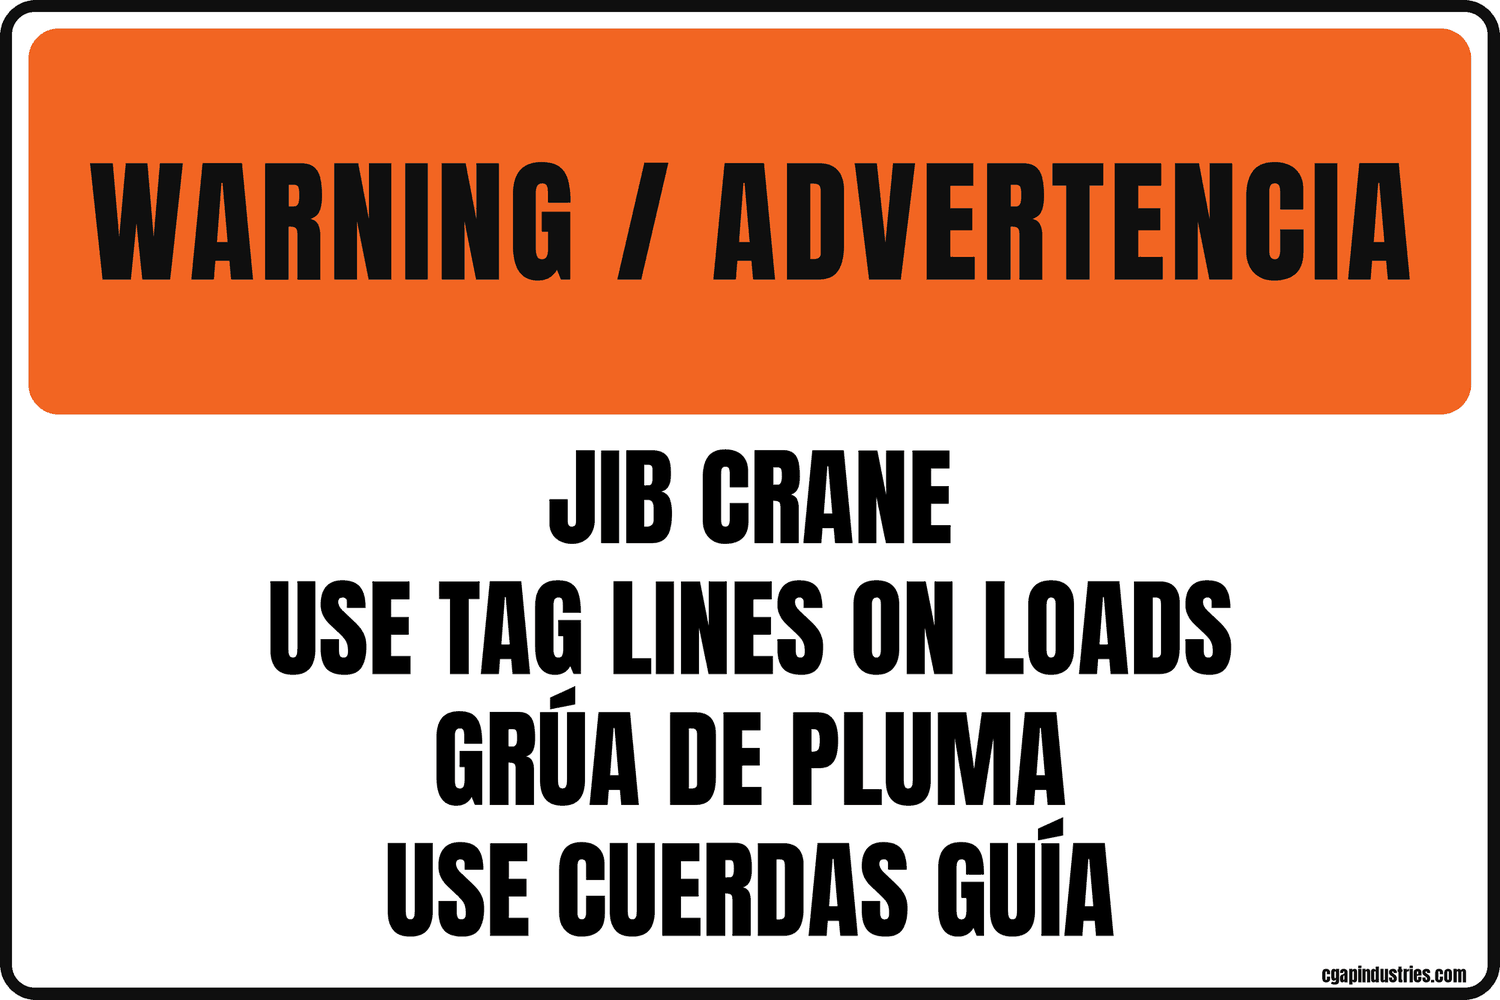 WARNING / ADVERTENCIA
JIB CRANE
USE TAG LINES ON LOADS
GRÚA DE PLUMA
USE CUERDAS GUÍA
cgapindustries.com